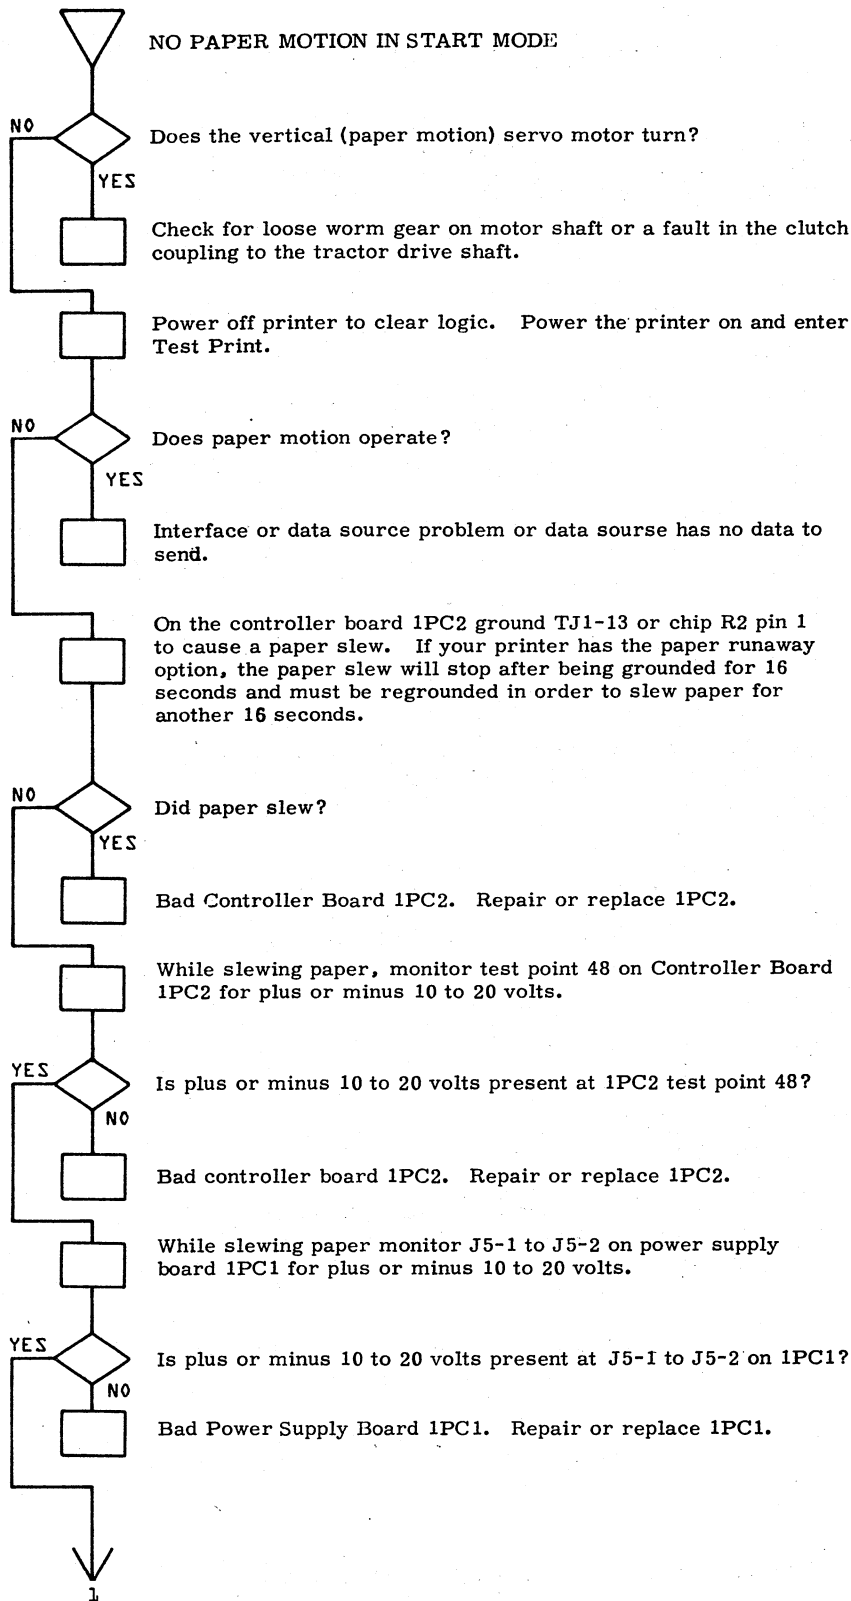 NO PAPER MOTION IN START MODE
NO
Does the vertical (paper motion) servo motor turn?
YES
Check for loose worm gear on motor shaft or a fault in the clutch
coupling to the tractor drive shaft.
Power off printer to clear logic. Power the printer on and enter
Test Print.
NO
Does paper motion operate?
YES
Interface or data source problem or data sourse has no data to
send.
On the controller board 1PC2 ground TJ1-13 or chip R2 pin 1
to cause a paper slew. If your printer has the paper runaway
option, the paper slew will stop after being grounded for 16
seconds and must be regrounded in order to slew paper for
another 16 seconds.
NO
Did paper slew?
YES
Bad Controller Board 1PC2. Repair or replace 1PC2.
While slewing paper, monitor test point 48 on Controller Board
1PC2 for plus or minus 10 to 20 volts.
YES
Is plus or minus 10 to 20 volts present at 1PC2 test point 48?
NO
Bad controller board 1PC2. Repair or replace 1PC2.
While slewing paper monitor J5-1 to J5-2 on power supply
board 1PC1 for plus or minus 10 to 20 volts.
YES
Is plus or minus 10 to 20 volts present at J5-1 to J5-2 on 1PC1?
NO
Bad Power Supply Board 1PC1. Repair or replace 1PC1.
1